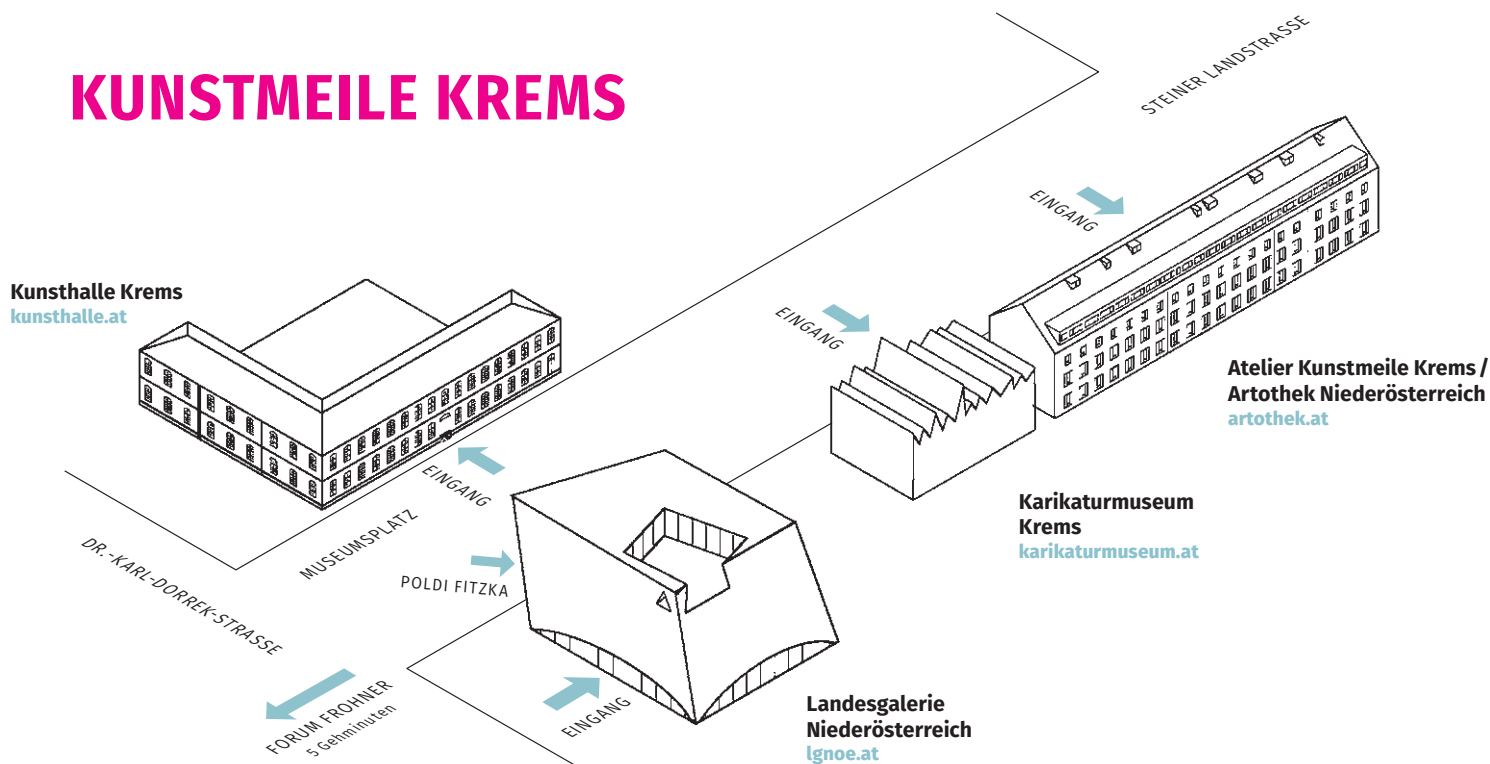 KUNSTMEILE KREMS
STEINER LANDSTRASSE
EINGANG
Kunsthalle Krems
kunsthalle.at
EINGANG
Atelier Kunstmeile Krems /
Artothek Niederösterreich
artothek.at
EINGANG
Karikaturmuseum
Krems
karikaturmuseum.at
MUSEUMSPLATZ
POLDI FITZKA
DR.-KARL-DORREK-STRASSE
FORUM FROHNER
5 Gehminuten
EINGANG
Landesgalerie
Niederösterreich
lgnoe.at